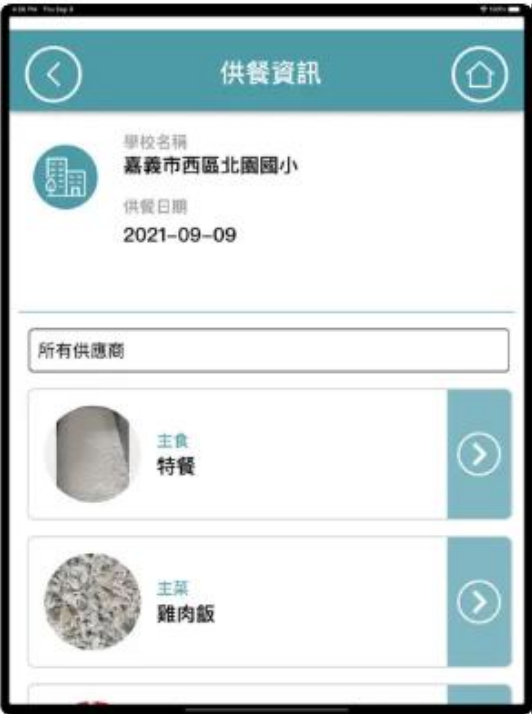 供餐資訊
學校名稱
嘉義市西區北園國小
供餐日期
2021-09-09
所有供應商
主食
特餐
主菜
雞肉飯